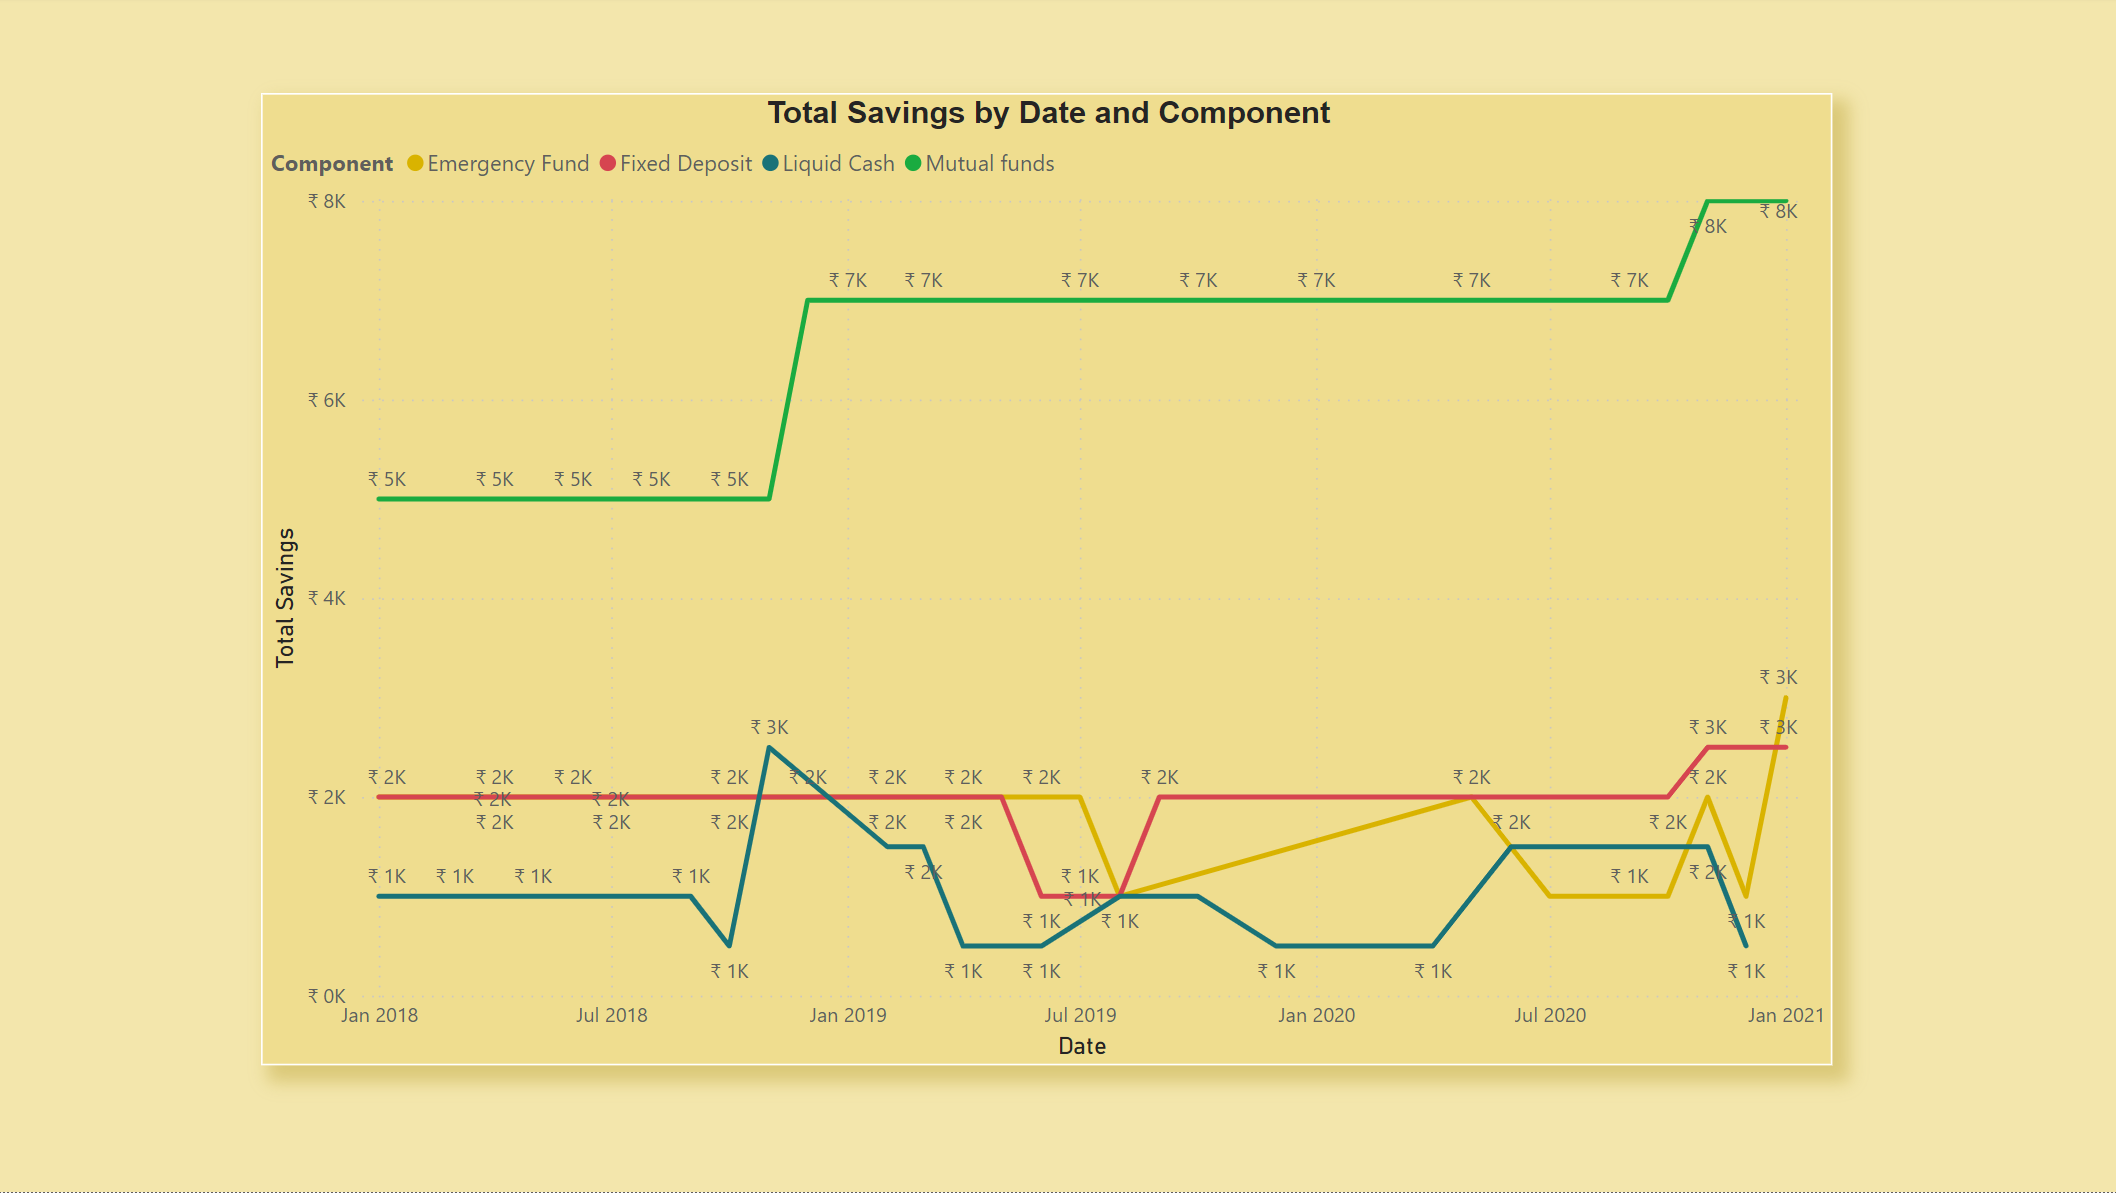 Total Savings by Date and Component
Component Emergency Fund Fixed Deposit Liquid Cash Mutual funds
₹ 8K
₹ 8K
₹ 8K
₹ 7K ₹ 7K ₹ 7K ₹ 7K ₹ 7K ₹ 7K ₹ 7K
₹ 6K
₹ 5K ₹ 5K ₹ 5K ₹ 5K ₹ 5K
Total Savings
₹ 4K
₹ 3K
₹ 3K ₹ 3K ₹ 3K
₹ 2K ₹ 2K ₹ 2K ₹ 2K ₹ 2K ₹ 2K ₹ 2K ₹ 2K ₹ 2K ₹ 2K ₹ 2K
₹ 2K ₹ 2K ₹ 2K
₹ 2K ₹ 2K ₹ 2K ₹ 2K ₹ 2K ₹ 2K ₹ 2K
₹ 2K ₹ 2K
₹ 1K ₹ 1K ₹ 1K ₹ 1K ₹ 1K ₹ 1K
₹ 1K
₹ 1K ₹ 1K ₹ 1K
₹ 1K ₹ 1K ₹ 1K ₹ 1K ₹ 1K ₹ 1K
₹ 0K
Jan 2018 Jul 2018 Jan 2019 Jul 2019 Jan 2020 Jul 2020 Jan 2021
Date